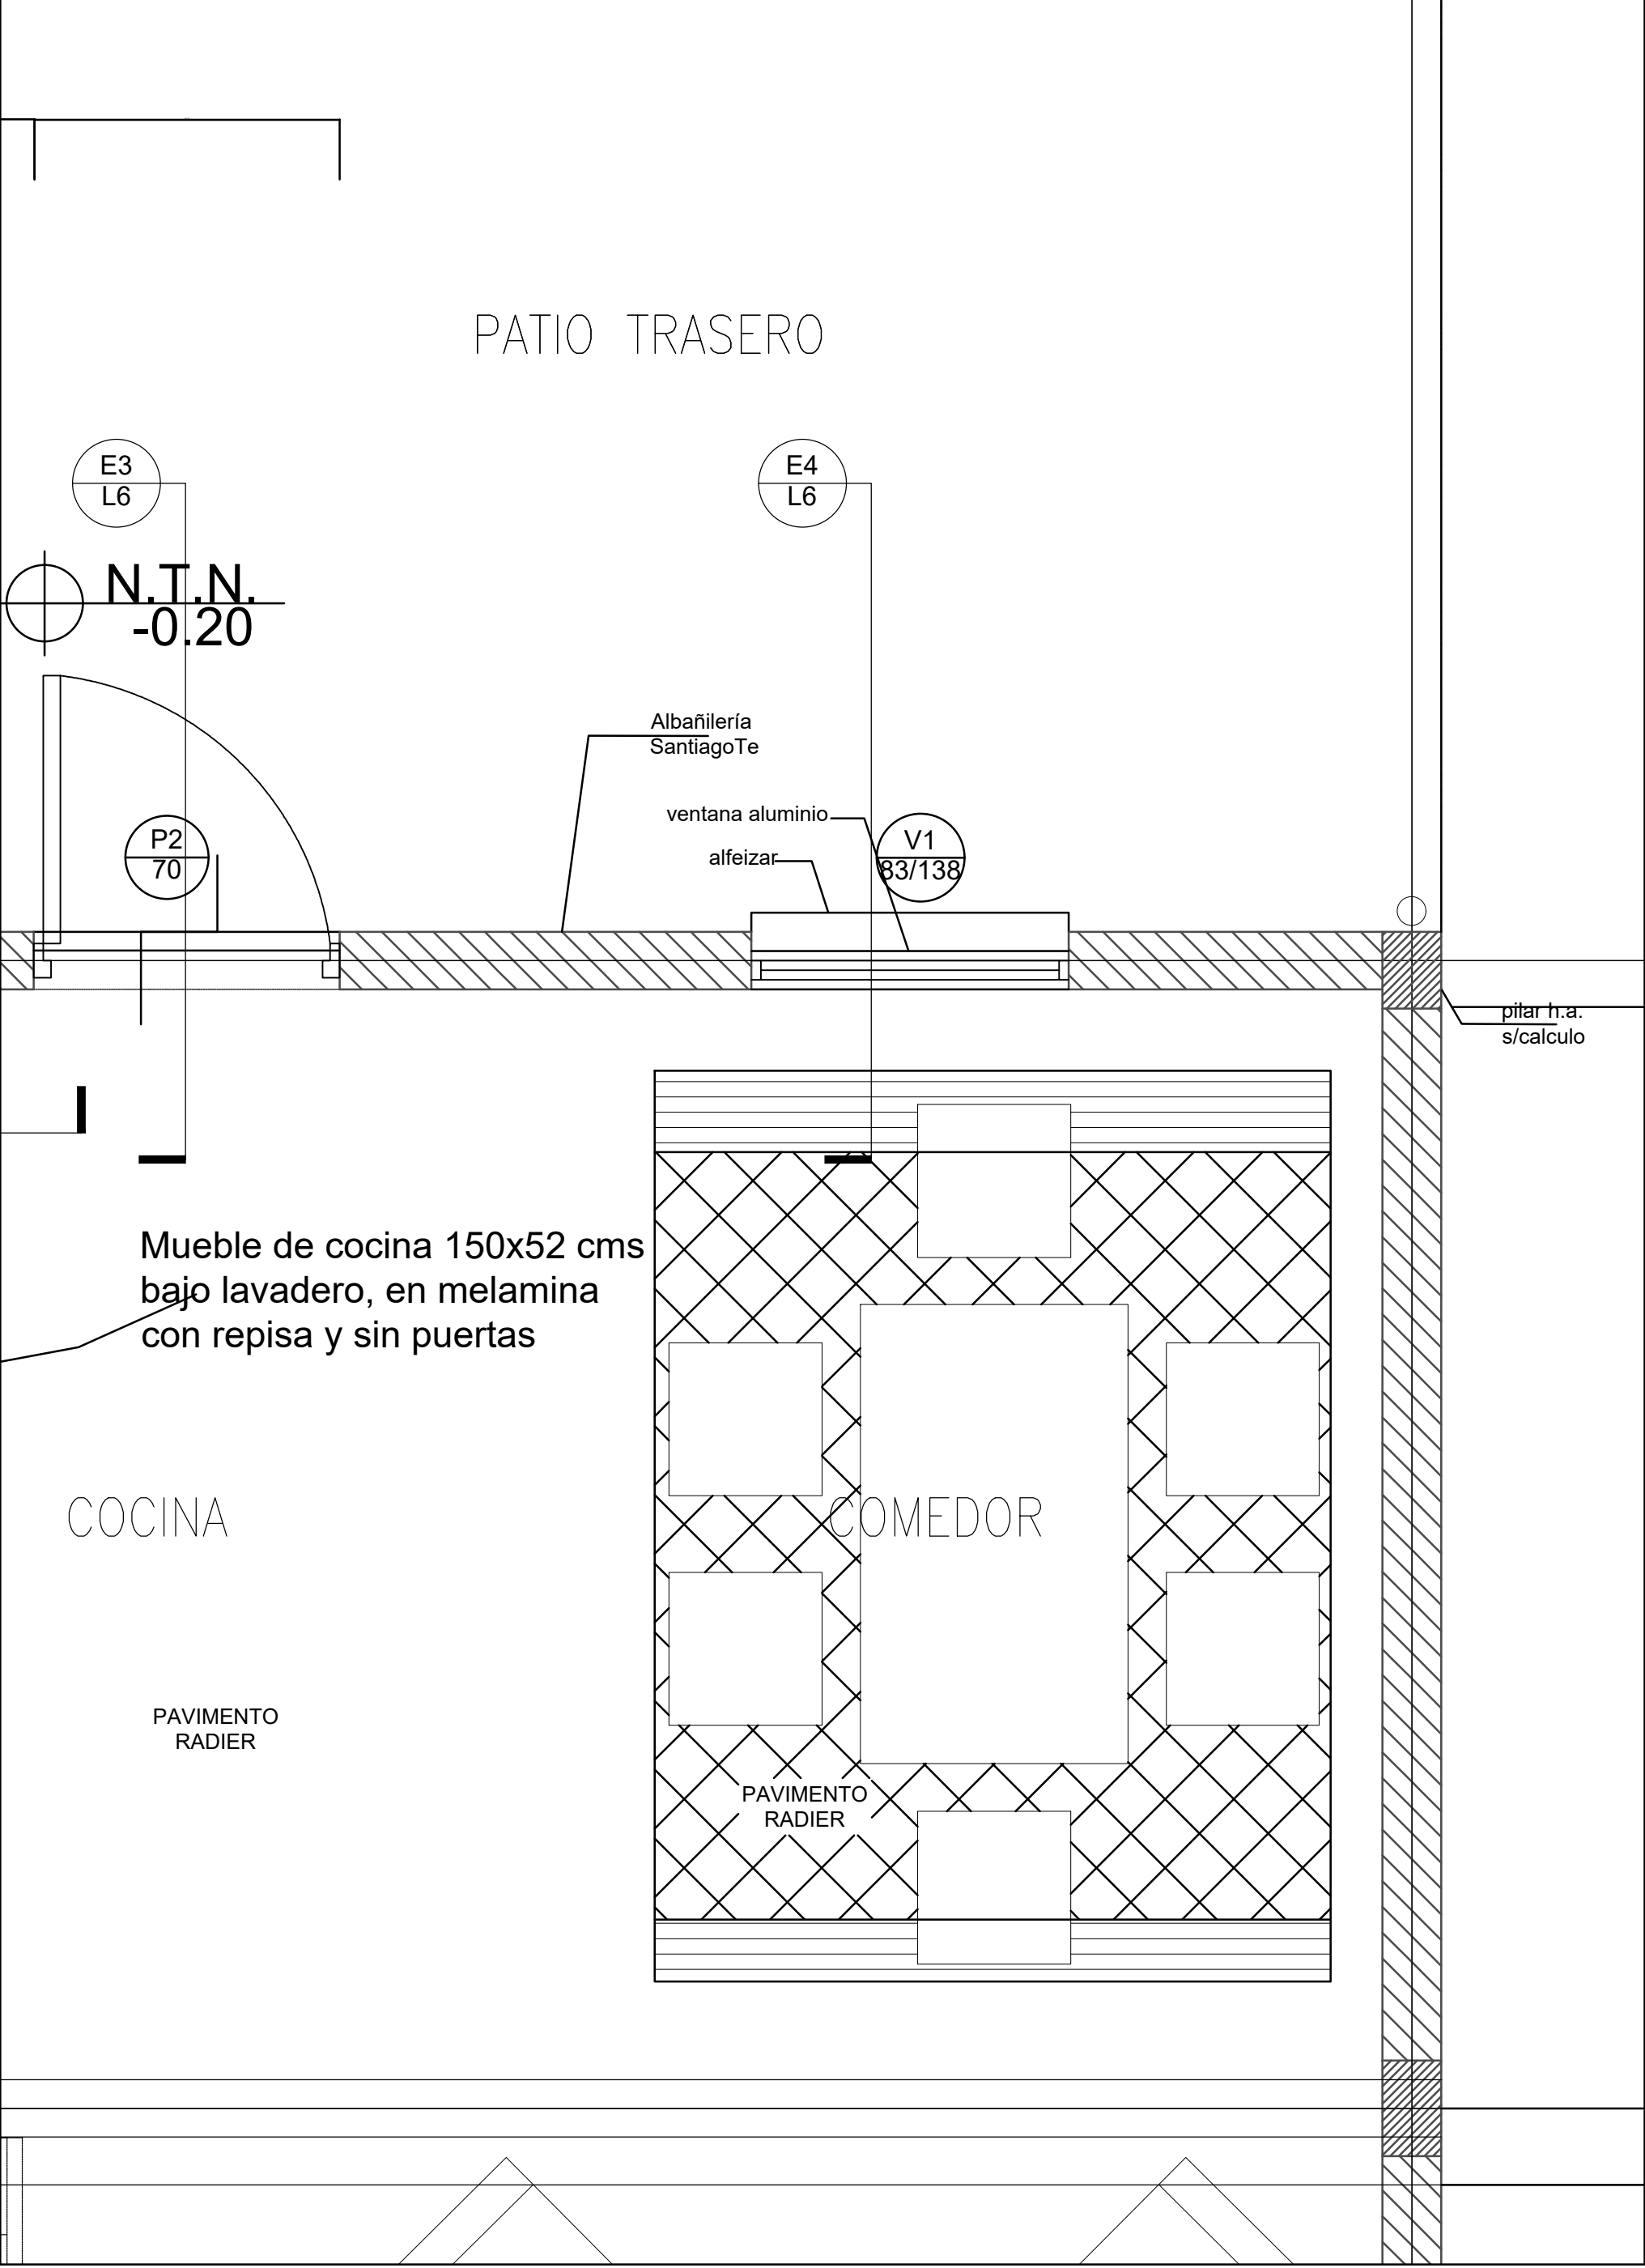 PATIO TRASERO
E3
L6
E4
L6
N.T.N.
-0.20
Albañilería
SantiagoTe
ventana aluminio
alfeizar
P2
70
V1
83/138
pilar h.a.
s/calculo
Mueble de cocina 150x52 cms
bajo lavadero, en melamina
con repisa y sin puertas
COCINA
COMEDOR
PAVIMENTO
RADIER
PAVIMENTO
RADIER